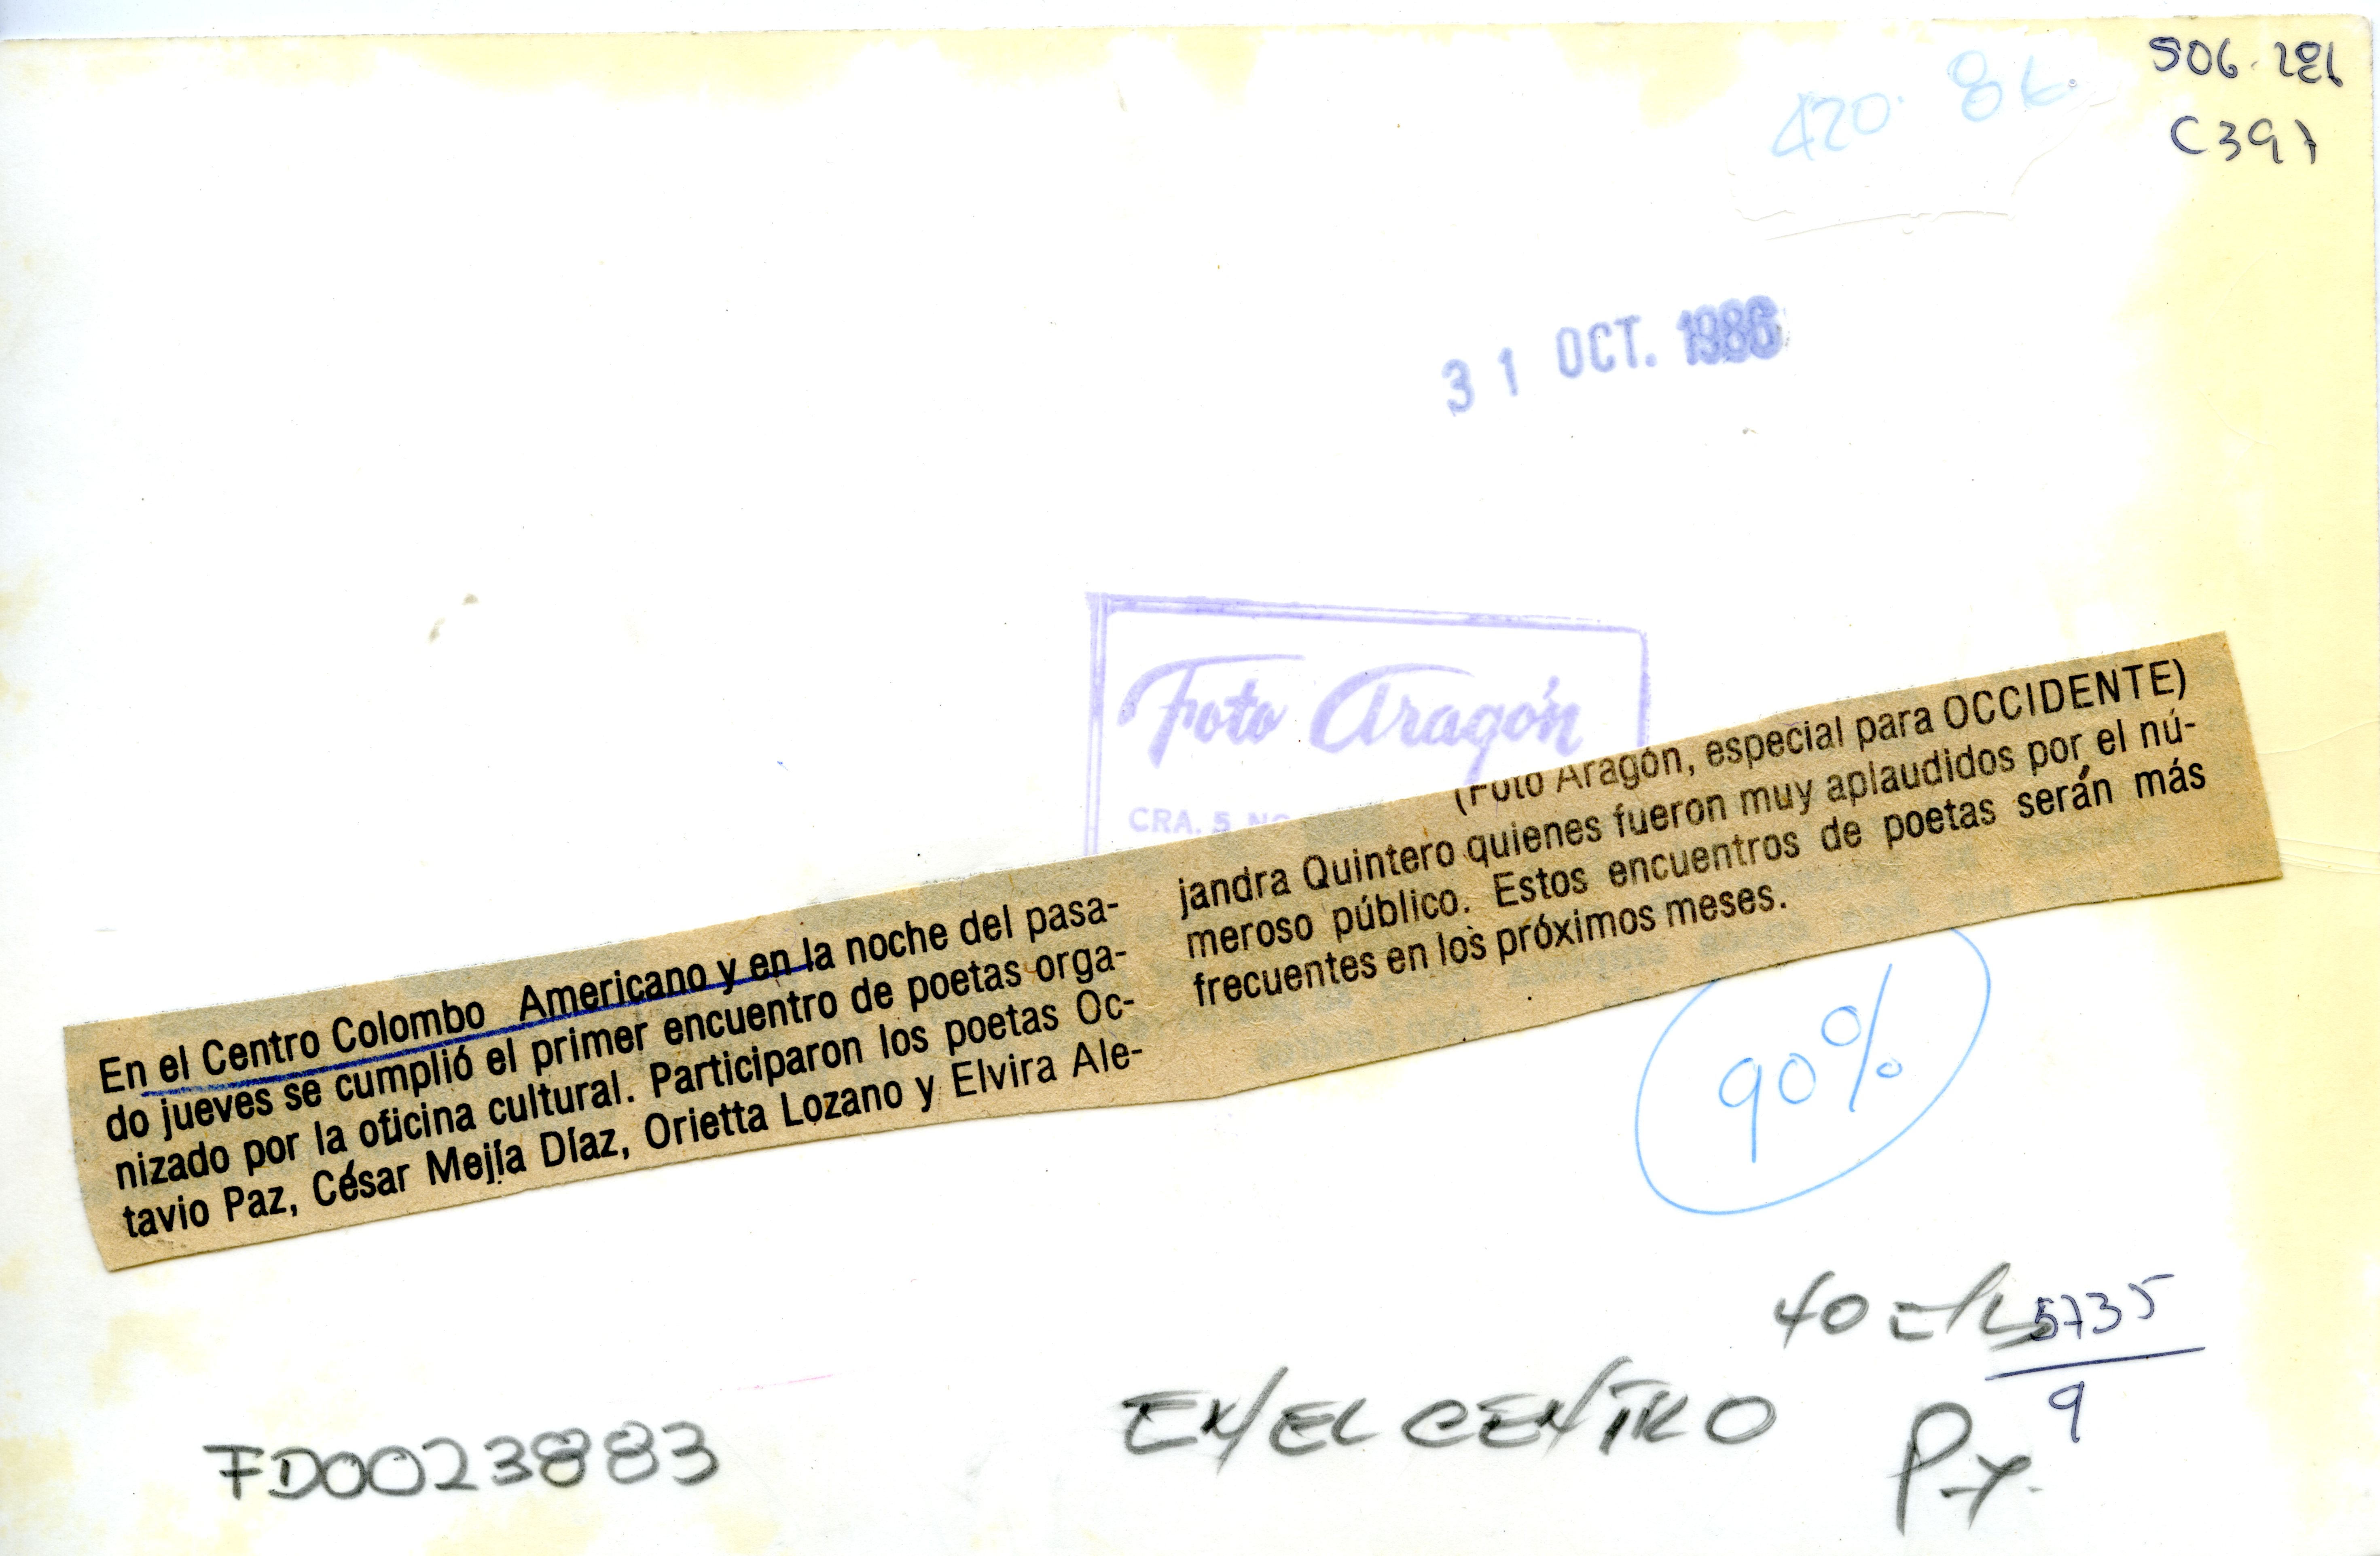 506-281
C391
420· 86
31 OCT. 1986
Foto Aragón
CRA. 5 NO
(Foto Aragón, especial para OCCIDENTE)
En el Centro Colombo Americano y en la noche del pasa-
do jueves se cumplió el primer encuentro de poetas orga-
nizado por la oficina cultural. Participaron los poetas Oc-
tavio Paz, César Mejía Díaz, Orietta Lozano y Elvira Ale-
jandra Quintero quienes fueron muy aplaudidos por el nú-
meroso público. Estos encuentros de poetas serán más
frecuentes en los próximos meses.
90%
40
5735
9
EN EL CENTRO
FD0023883